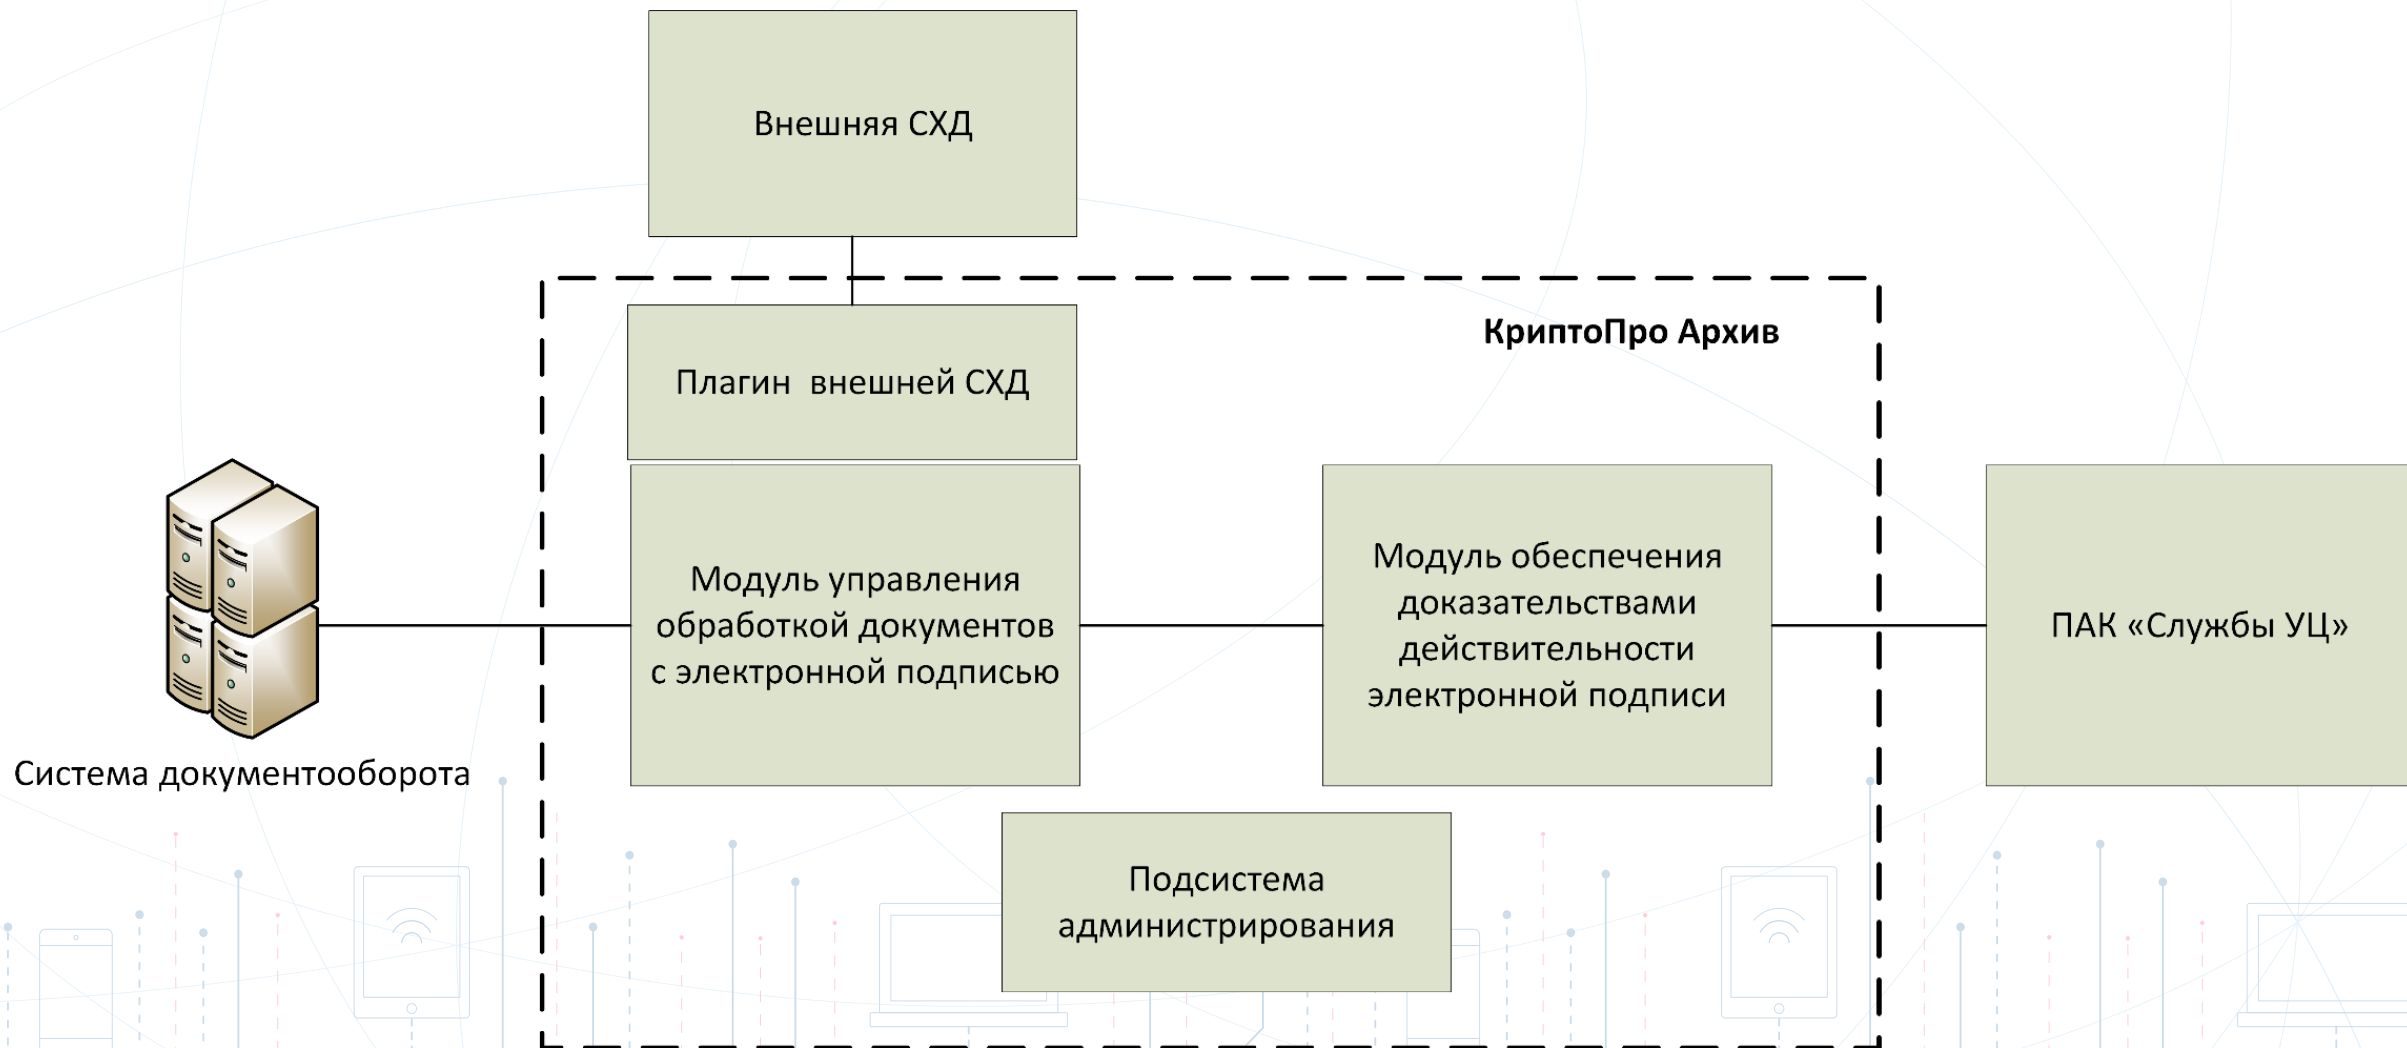 Внешняя СХД
КриптоПро Архив
Плагин  внешней СХД
Система документооборота
Модуль управления
обработкой документов
с электронной подписью
Модуль обеспечения
доказательствами
действительности
электронной подписи
ПАК «Службы УЦ»
Подсистема
администрирования